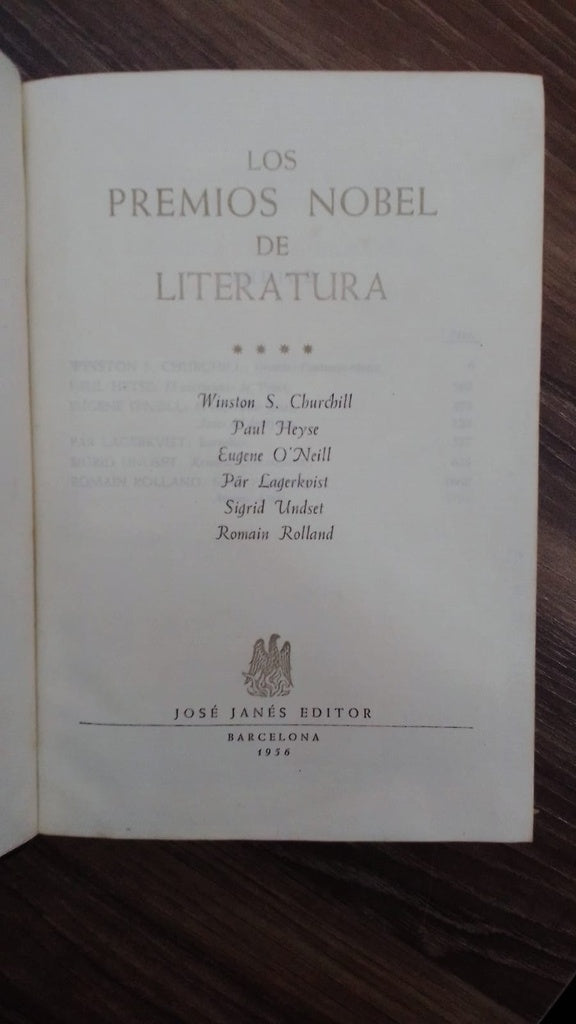 LOS
PREMIOS NOBEL
DE
LITERATURA
* * * *
Winston S. Churchill
Paul Heyse
Eugene O'Neill
Pär Lagerkvist
Sigrid Undset
Romain Rolland
JOSÉ JANÉS EDITOR
BARCELONA
1956